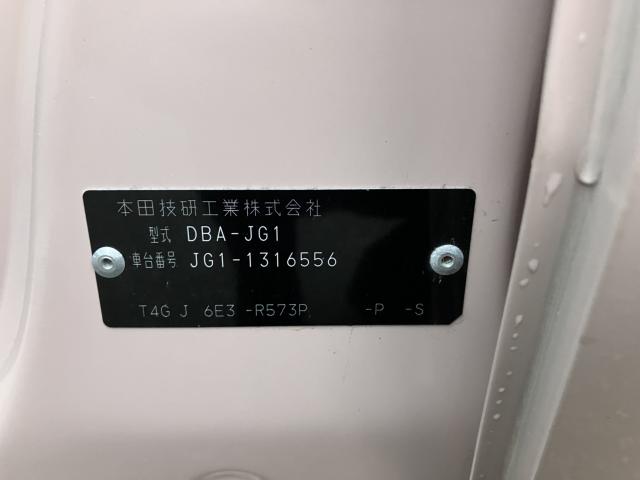 本田技研工業株式会社
型式 DBA-JG1
車台番号 JG1-1316556
T4G J 6E3 -R573P -P -S